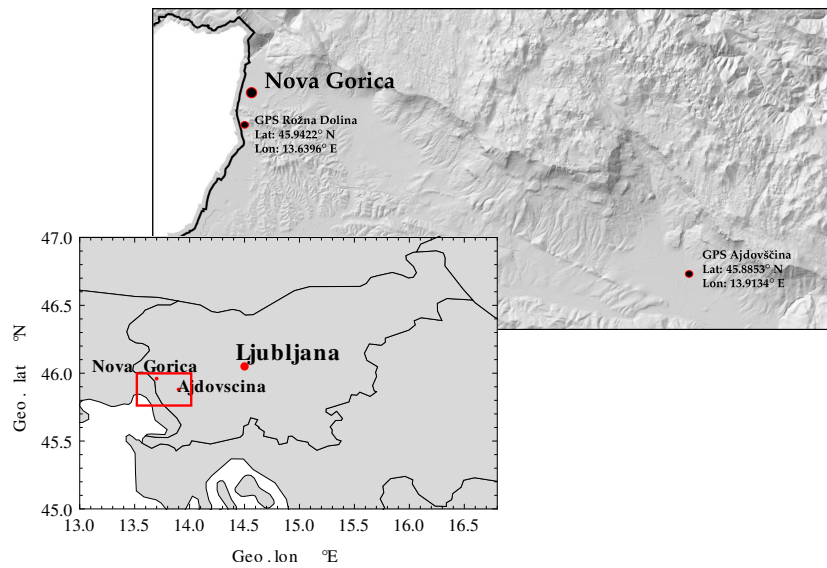 Nova Gorica
GPS Rožna Dolina
Lat: 45.9422° N
Lon: 13.6396° E
GPS Ajdovščina
Lat: 45.8853° N
Lon: 13.9134° E
47.0
46.5
46.0
45.5
45.0
Geo. lat °N
Ljubljana
Nova Gorica
Ajdovscina
13.0 13.5 14.0 14.5 15.0 15.5 16.0 16.5
Geo.lon °E